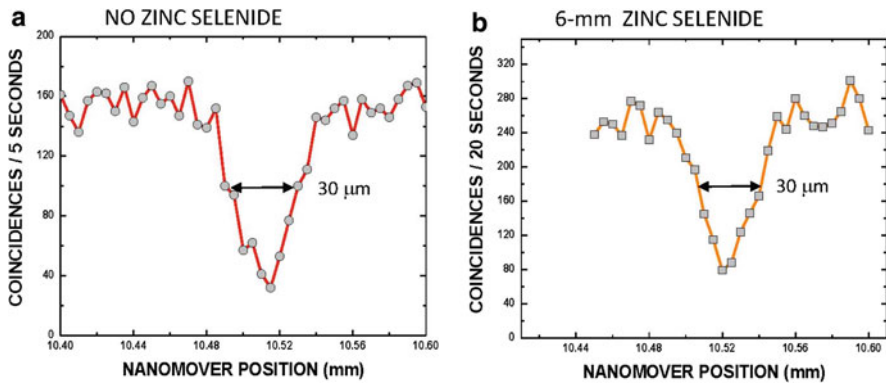 a NO ZINC SELENIDE
200
160
120
80
40
0
COINCIDENCES / 5 SECONDS
30 μm
10.40 10.44 10.48 10.52 10.56 10.60
NANOMOVER POSITION (mm)
b 6-mm ZINC SELENIDE
340
320
280
240
200
160
120
80
40
0
COINCIDENCES / 20 SECONDS
30 μm
10.44 10.48 10.52 10.56 10.60
NANOMOVER POSITION (mm)